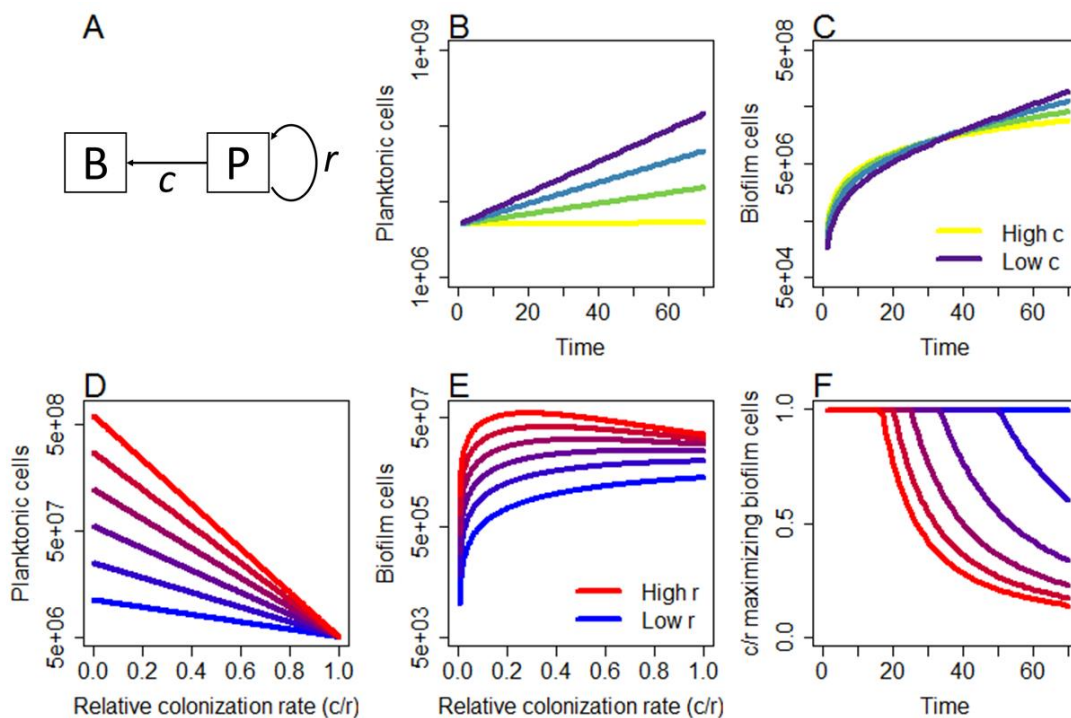 A
B
c
P
r
B
Planktonic cells
1e+09
1e+06
0 20 40 60
Time
C
Biofilm cells
5e+08
5e+06
5e+04
High c
Low c
0 20 40 60
Time
D
Planktonic cells
5e+08
5e+07
5e+06
0.0 0.2 0.4 0.6 0.8 1.0
Relative colonization rate (c/r)
E
Biofilm cells
5e+07
5e+05
5e+03
High r
Low r
0.0 0.2 0.4 0.6 0.8 1.0
Relative colonization rate (c/r)
F
c/r maximizing biofilm cells
1.0
0.5
0.0
0 20 40 60
Time